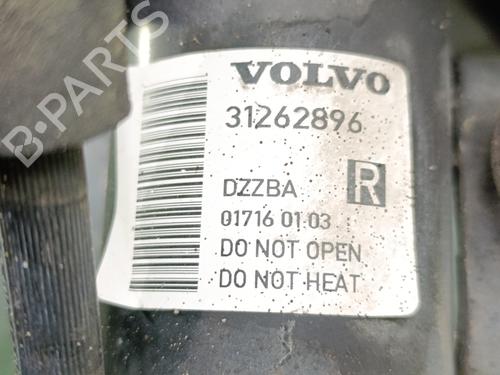 VOLVO
31262896
DZZBA R
01716 01 03
DO NOT OPEN
DO NOT HEAT
B-PARTS